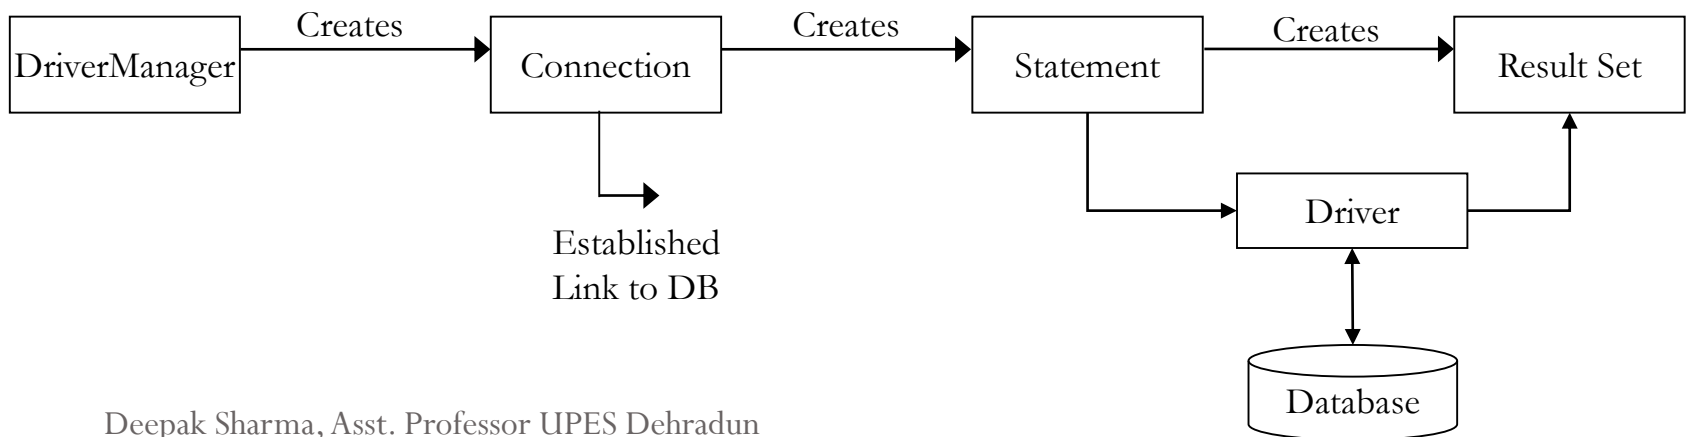 Creates
Creates
Creates
DriverManager
Connection
Statement
Result Set
Driver
Established
Link to DB
Database
Deepak Sharma, Asst. Professor UPES Dehradun